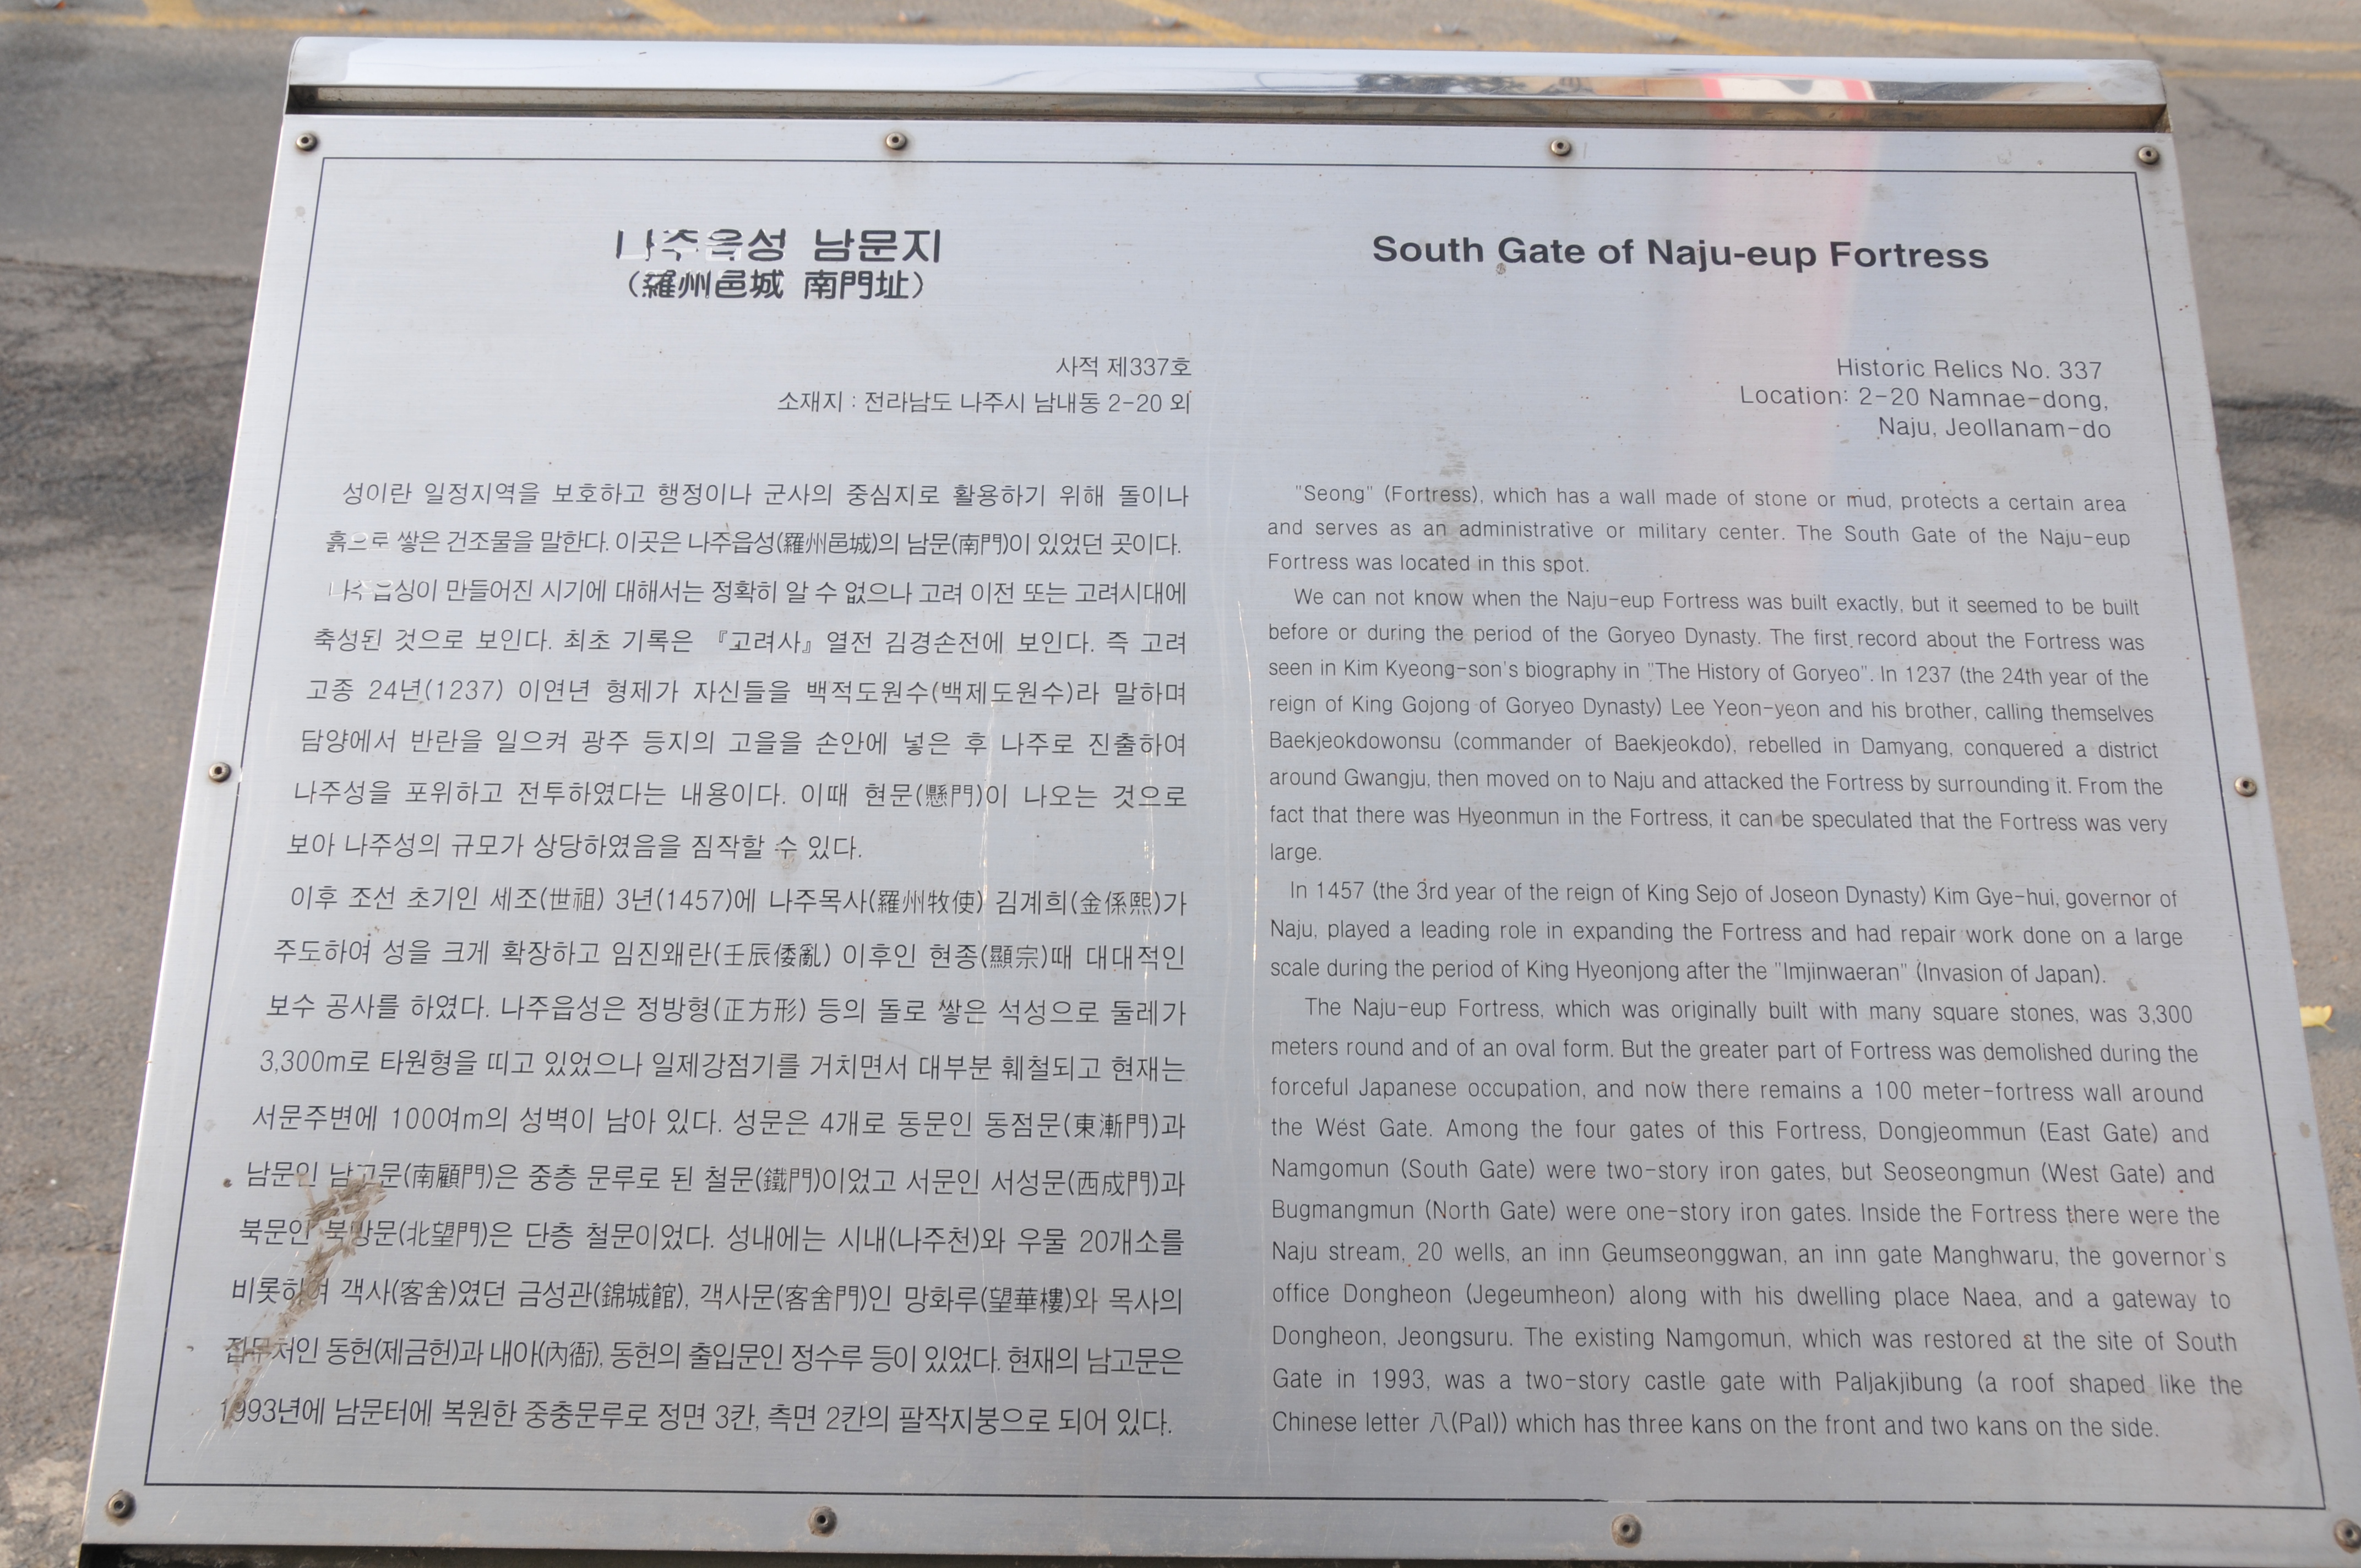 나주읍성 남문지
(羅州邑城 南門址)
사적 제337호
소재지 : 전라남도 나주시 남내동 2-20 외
성이란 일정지역을 보호하고 행정이나 군사의 중심지로 활용하기 위해 돌이나
흙으로 쌓은 건조물을 말한다. 이곳은 나주읍성(羅州邑城)의 남문(南門)이 있었던 곳이다.
나주읍성이 만들어진 시기에 대해서는 정확히 알 수 없으나 고려 이전 또는 고려시대에
축성된 것으로 보인다. 최초 기록은 『고려사』 열전 김경손전에 보인다. 즉 고려
고종 24년(1237) 이연년 형제가 자신들을 백적도원수(백제도원수)라 말하며
담양에서 반란을 일으켜 광주 등지의 고을을 손안에 넣은 후 나주로 진출하여
나주성을 포위하고 전투하였다는 내용이다. 이때 현문(懸門)이 나오는 것으로
보아 나주성의 규모가 상당하였음을 짐작할 수 있다.
이후 조선 초기인 세조(世祖) 3년(1457)에 나주목사(羅州牧使) 김계희(金係熙)가
주도하여 성을 크게 확장하고 임진왜란(壬辰倭亂) 이후인 현종(顯宗)때 대대적인
보수 공사를 하였다. 나주읍성은 정방형(正方形) 등의 돌로 쌓은 석성으로 둘레가
3,300m로 타원형을 띠고 있었으나 일제강점기를 거치면서 대부분 훼철되고 현재는
서문주변에 100여m의 성벽이 남아 있다. 성문은 4개로 동문인 동점문(東漸門)과
남문인 남고문(南顧門)은 중층 문루로 된 철문(鐵門)이었고 서문인 서성문(西成門)과
북문인 북망문(北望門)은 단층 철문이었다. 성내에는 시내(나주천)와 우물 20개소를
비롯하여 객사(客舍)였던 금성관(錦城館), 객사문(客舍門)인 망화루(望華樓)와 목사의
집무처인 동헌(제금헌)과 내아(內衙), 동헌의 출입문인 정수루 등이 있었다. 현재의 남고문은
1993년에 남문터에 복원한 중층문루로 정면 3칸, 측면 2칸의 팔작지붕으로 되어 있다.
South Gate of Naju-eup Fortress
Historic Relics No. 337
Location: 2-20 Namnae-dong,
Naju, Jeollanam-do
"Seong" (Fortress), which has a wall made of stone or mud, protects a certain area
and serves as an administrative or military center. The South Gate of the Naju-eup
Fortress was located in this spot.
We can not know when the Naju-eup Fortress was built exactly, but it seemed to be built
before or during the period of the Goryeo Dynasty. The first record about the Fortress was
seen in Kim Kyeong-son's biography in "The History of Goryeo". In 1237 (the 24th year of the
reign of King Gojong of Goryeo Dynasty) Lee Yeon-yeon and his brother, calling themselves
Baekjeokdowonsu (commander of Baekjeokdo), rebelled in Damyang, conquered a district
around Gwangju, then moved on to Naju and attacked the Fortress by surrounding it. From the
fact that there was Hyeonmun in the Fortress, it can be speculated that the Fortress was very
large.
In 1457 (the 3rd year of the reign of King Sejo of Joseon Dynasty) Kim Gye-hui, governor of
Naju, played a leading role in expanding the Fortress and had repair work done on a large
scale during the period of King Hyeonjong after the "Imjinwaeran" (Invasion of Japan).
The Naju-eup Fortress, which was originally built with many square stones, was 3,300
meters round and of an oval form. But the greater part of Fortress was demolished during the
forceful Japanese occupation, and now there remains a 100 meter-fortress wall around
the West Gate. Among the four gates of this Fortress, Dongjeommun (East Gate) and
Namgomun (South Gate) were two-story iron gates, but Seoseongmun (West Gate) and
Bugmangmun (North Gate) were one-story iron gates. Inside the Fortress there were the
Naju stream, 20 wells, an inn Geumseonggwan, an inn gate Manghwaru, the governor's
office Dongheon (Jegeumheon) along with his dwelling place Naea, and a gateway to
Dongheon, Jeongsuru. The existing Namgomun, which was restored at the site of South
Gate in 1993, was a two-story castle gate with Paljakjibung (a roof shaped like the
Chinese letter 八(Pal)) which has three kans on the front and two kans on the side.